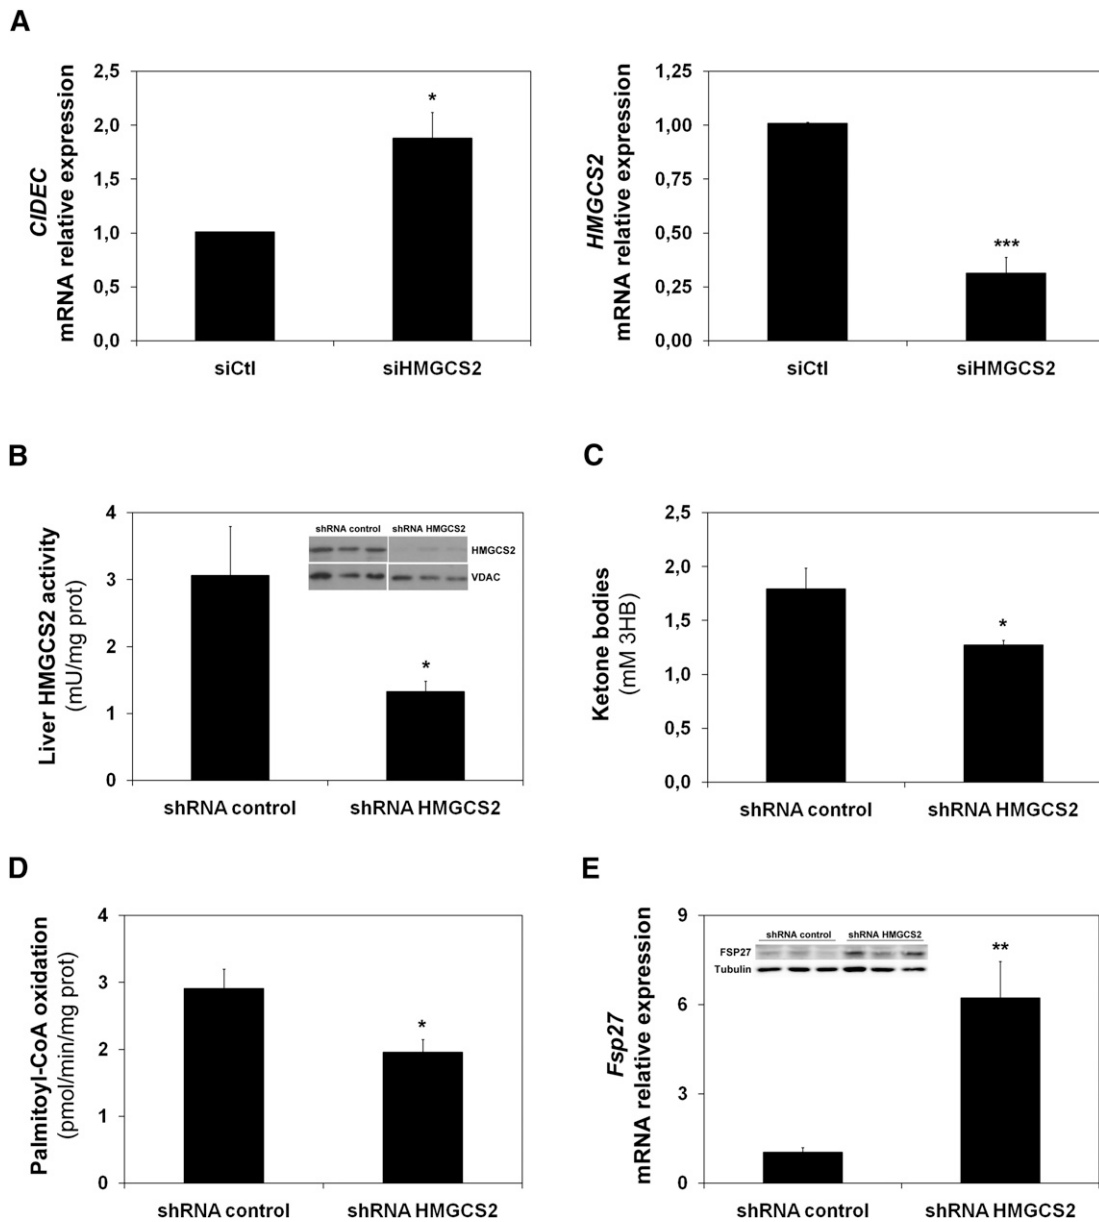 A
CIDEC
mRNA relative expression
2,5
2,0
1,5
1,0
0,5
0,0
*
siCtl
siHMGCS2
HMGCS2
mRNA relative expression
1,25
1,00
0,75
0,50
0,25
0,00
***
siCtl
siHMGCS2
B
Liver HMGCS2 activity
(mU/mg prot)
4
3
2
1
0
shRNA control
shRNA HMGCS2
HMGCS2
VDAC
*
shRNA control
shRNA HMGCS2
C
Ketone bodies
(mM 3HB)
2,5
2,0
1,5
1,0
0,5
0,0
*
shRNA control
shRNA HMGCS2
D
Palmitoyl-CoA oxidation
(pmol/min/mg prot)
4
3
2
1
0
*
shRNA control
shRNA HMGCS2
E
Fsp27
mRNA relative expression
9
6
3
0
shRNA control
shRNA HMGCS2
FSP27
Tubulin
**
shRNA control
shRNA HMGCS2